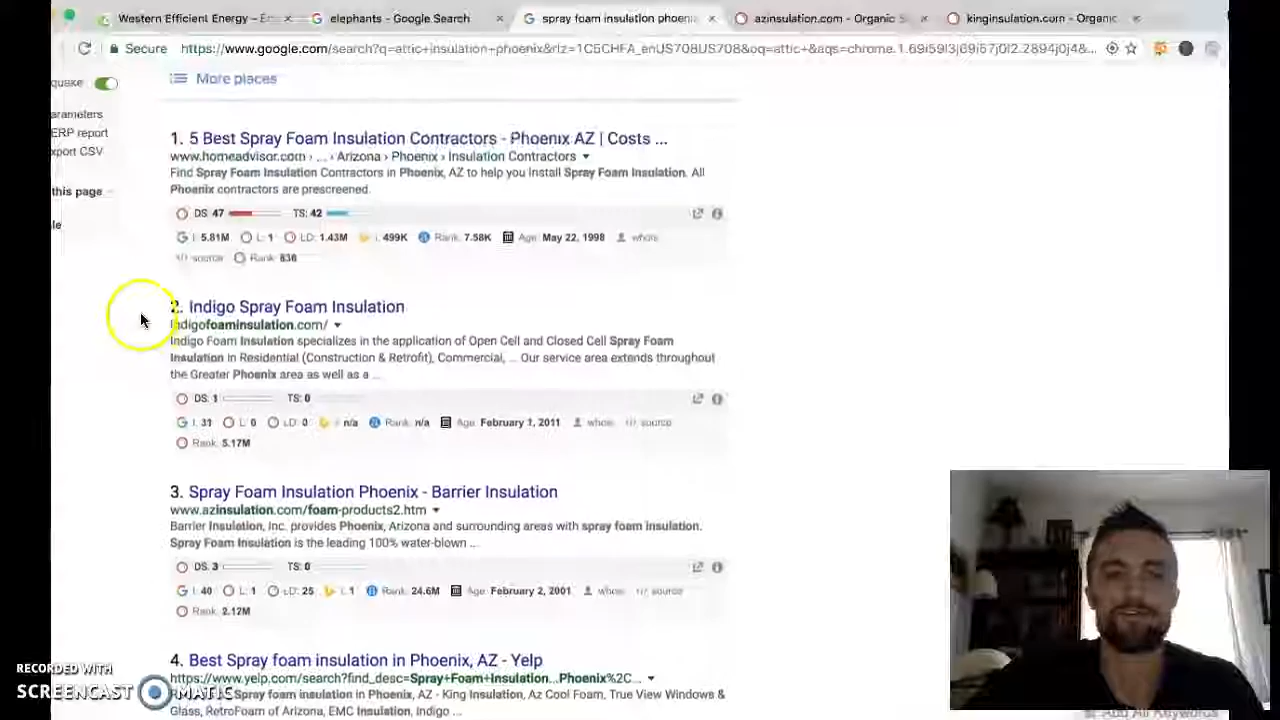 Western Efficient Energy –
elephants - Google Search
spray foam insulation phoeni
azinsulation.com - Organic S
kinginsulation.com - Organic
Secure https://www.google.com/search?q=attic+insulation+phoenix&rlz=1C5CHFA_enUS708US708&oq=attic+&aqs=chrome.1.69i59l3j69i57j0l2.2894j0j4&...
quake
arameters
ERP report
xport CSV
this page
le
More places
1. 5 Best Spray Foam Insulation Contractors - Phoenix AZ | Costs ...
www.homeadvisor.com › ... › Arizona › Phoenix › Insulation Contractors
Find Spray Foam Insulation Contractors in Phoenix, AZ to help you Install Spray Foam Insulation. All
Phoenix contractors are prescreened.
DS: 47 TS: 42
I: 5.81M L: 1 LD: 1.43M I: 499K Rank: 7.58K Age: May 22, 1998 whois
source Rank: 636
2. Indigo Spray Foam Insulation
indigofoaminsulation.com/
Indigo Foam Insulation specializes in the application of Open Cell and Closed Cell Spray Foam
Insulation in Residential (Construction & Retrofit), Commercial, ... Our service area extends throughout
the Greater Phoenix area as well as a ...
DS: 1 TS: 0
I: 31 L: 0 LD: 0 I: n/a Rank: n/a Age: February 1, 2011 whois source
Rank: 5.17M
3. Spray Foam Insulation Phoenix - Barrier Insulation
www.azinsulation.com/foam-products2.htm
Barrier Insulation, Inc. provides Phoenix, Arizona and surrounding areas with spray foam insulation.
Spray Foam Insulation is the leading 100% water-blown ...
DS: 3 TS: 0
I: 40 L: 1 LD: 25 I: 1 Rank: 24.6M Age: February 2, 2001 whois source
Rank: 2.12M
4. Best Spray foam insulation in Phoenix, AZ - Yelp
https://www.yelp.com/search?find_desc=Spray+Foam+Insulation...Phoenix%2C...
Spray foam insulation in Phoenix, AZ - King Insulation, Az Cool Foam, True View Windows &
Glass, RetroFoam of Arizona, EMC Insulation, Indigo ...
Add All Keywords
RECORDED WITH
SCREENCAST MATIC